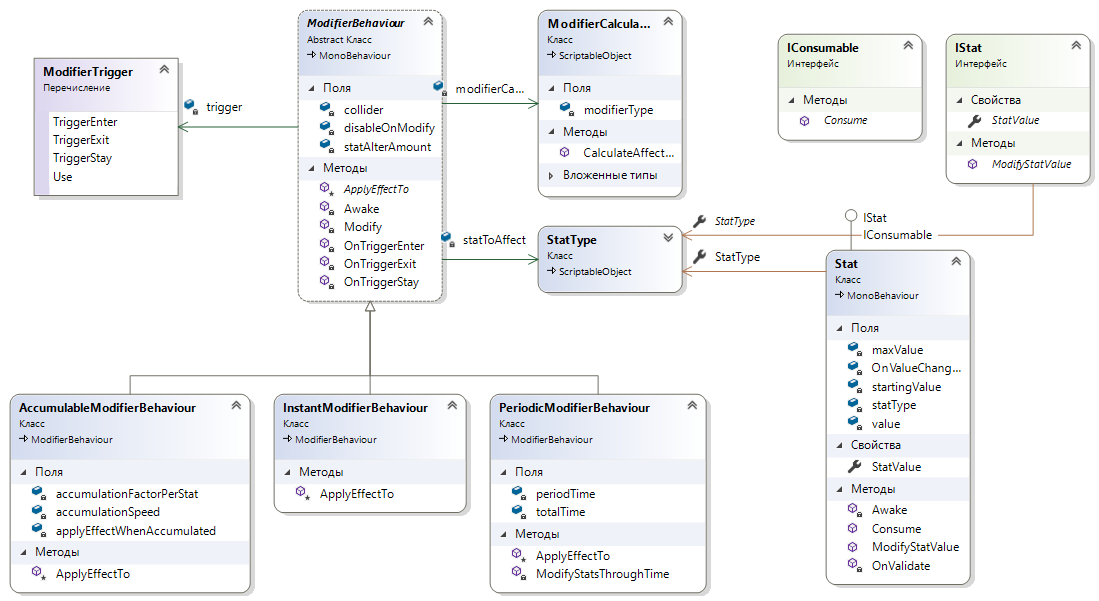 ModifierTrigger
Перечисление
TriggerEnter
TriggerExit
TriggerStay
Use
trigger
ModifierBehaviour
Abstract Класс
MonoBehaviour
Поля
collider
disableOnModify
statAlterAmount
Методы
ApplyEffectTo
Awake
Modify
OnTriggerEnter
OnTriggerExit
OnTriggerStay
modifierCa...
statToAffect
ModifierCalcula...
Класс
ScriptableObject
Поля
modifierType
Методы
CalculateAffect...
Вложенные типы
StatType
Класс
ScriptableObject
StatType
StatType
IConsumable
Интерфейс
Методы
Consume
IStat
Интерфейс
Свойства
StatValue
Методы
ModifyStatValue
IStat
IConsumable
Stat
Класс
MonoBehaviour
Поля
maxValue
OnValueChang...
startingValue
statType
value
Свойства
StatValue
Методы
Awake
Consume
ModifyStatValue
OnValidate
AccumulableModifierBehaviour
Класс
ModifierBehaviour
Поля
accumulationFactorPerStat
accumulationSpeed
applyEffectWhenAccumulated
Методы
ApplyEffectTo
InstantModifierBehaviour
Класс
ModifierBehaviour
Методы
ApplyEffectTo
PeriodicModifierBehaviour
Класс
ModifierBehaviour
Поля
periodTime
totalTime
Методы
ApplyEffectTo
ModifyStatsThroughTime